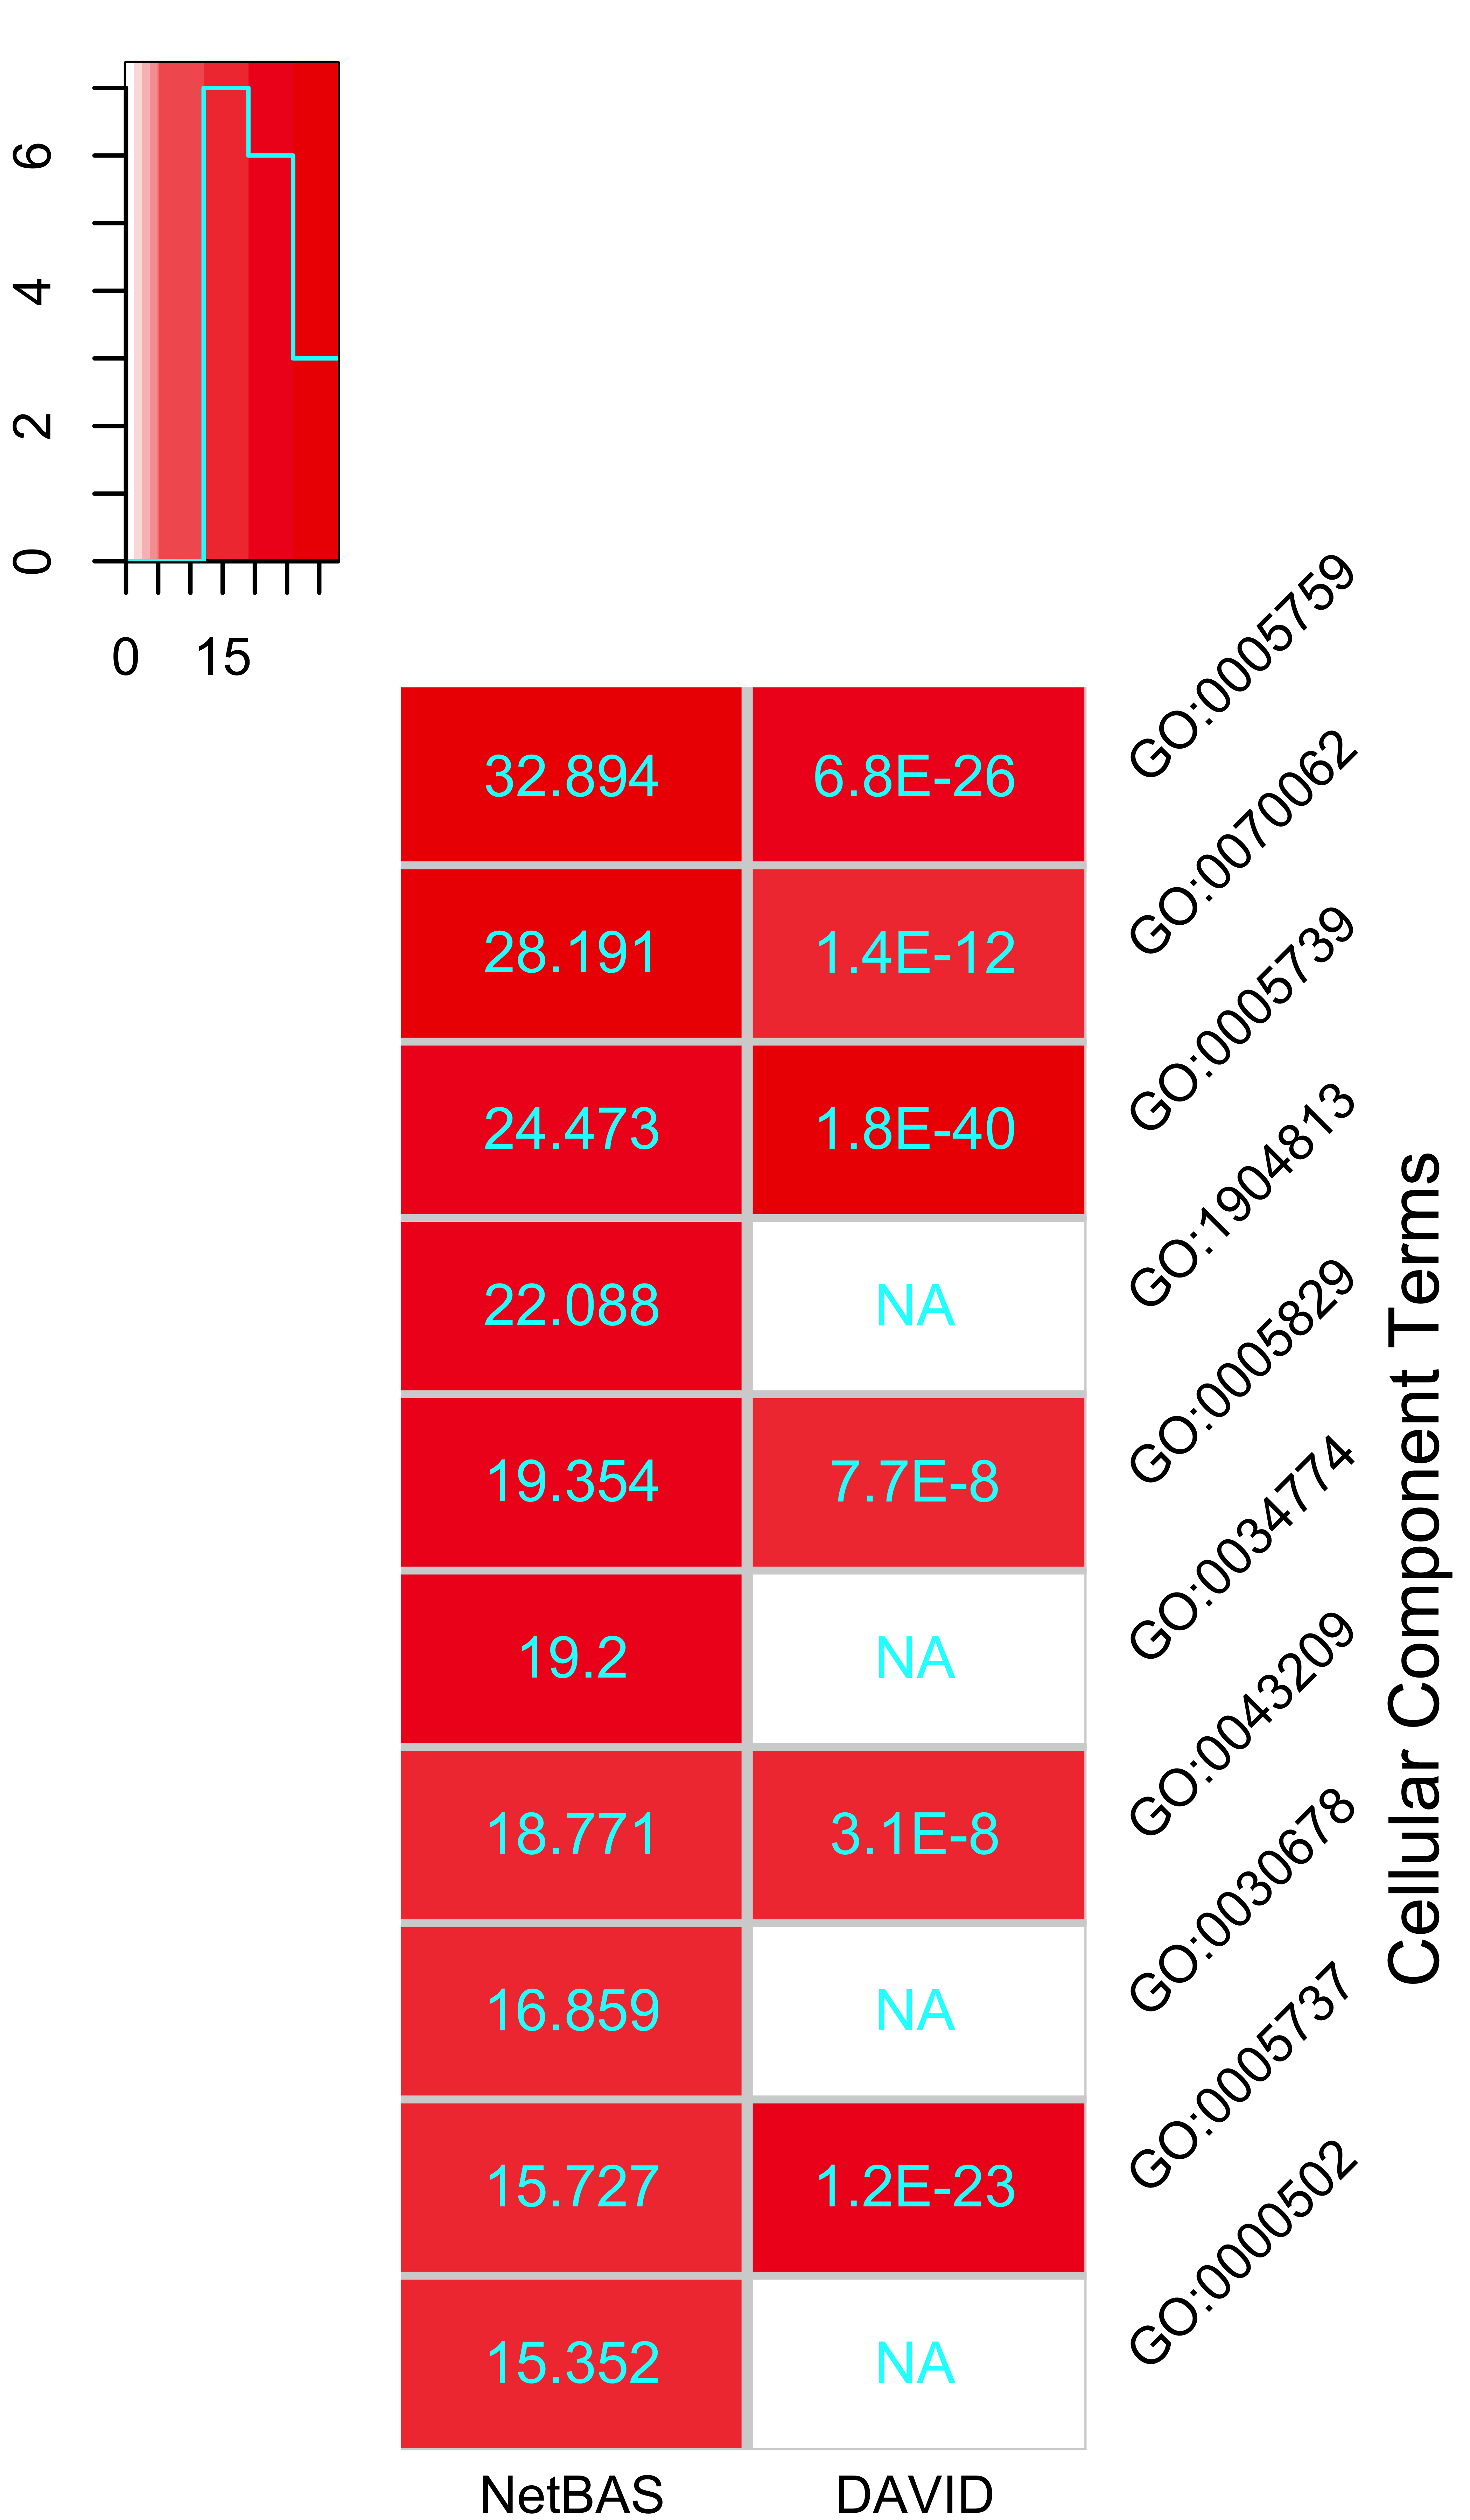 6
4
2
0
0 15
32.894 6.8E-26 GO:0005759
28.191 1.4E-12 GO:0070062
24.473 1.8E-40 GO:0005739
22.088 NA GO:1904813
19.354 7.7E-8 GO:0005829
19.2 NA GO:0034774
18.771 3.1E-8 GO:0043209
16.859 NA GO:0030678
15.727 1.2E-23 GO:0005737
15.352 NA GO:0000502
NetBAS DAVID
Cellular Component Terms